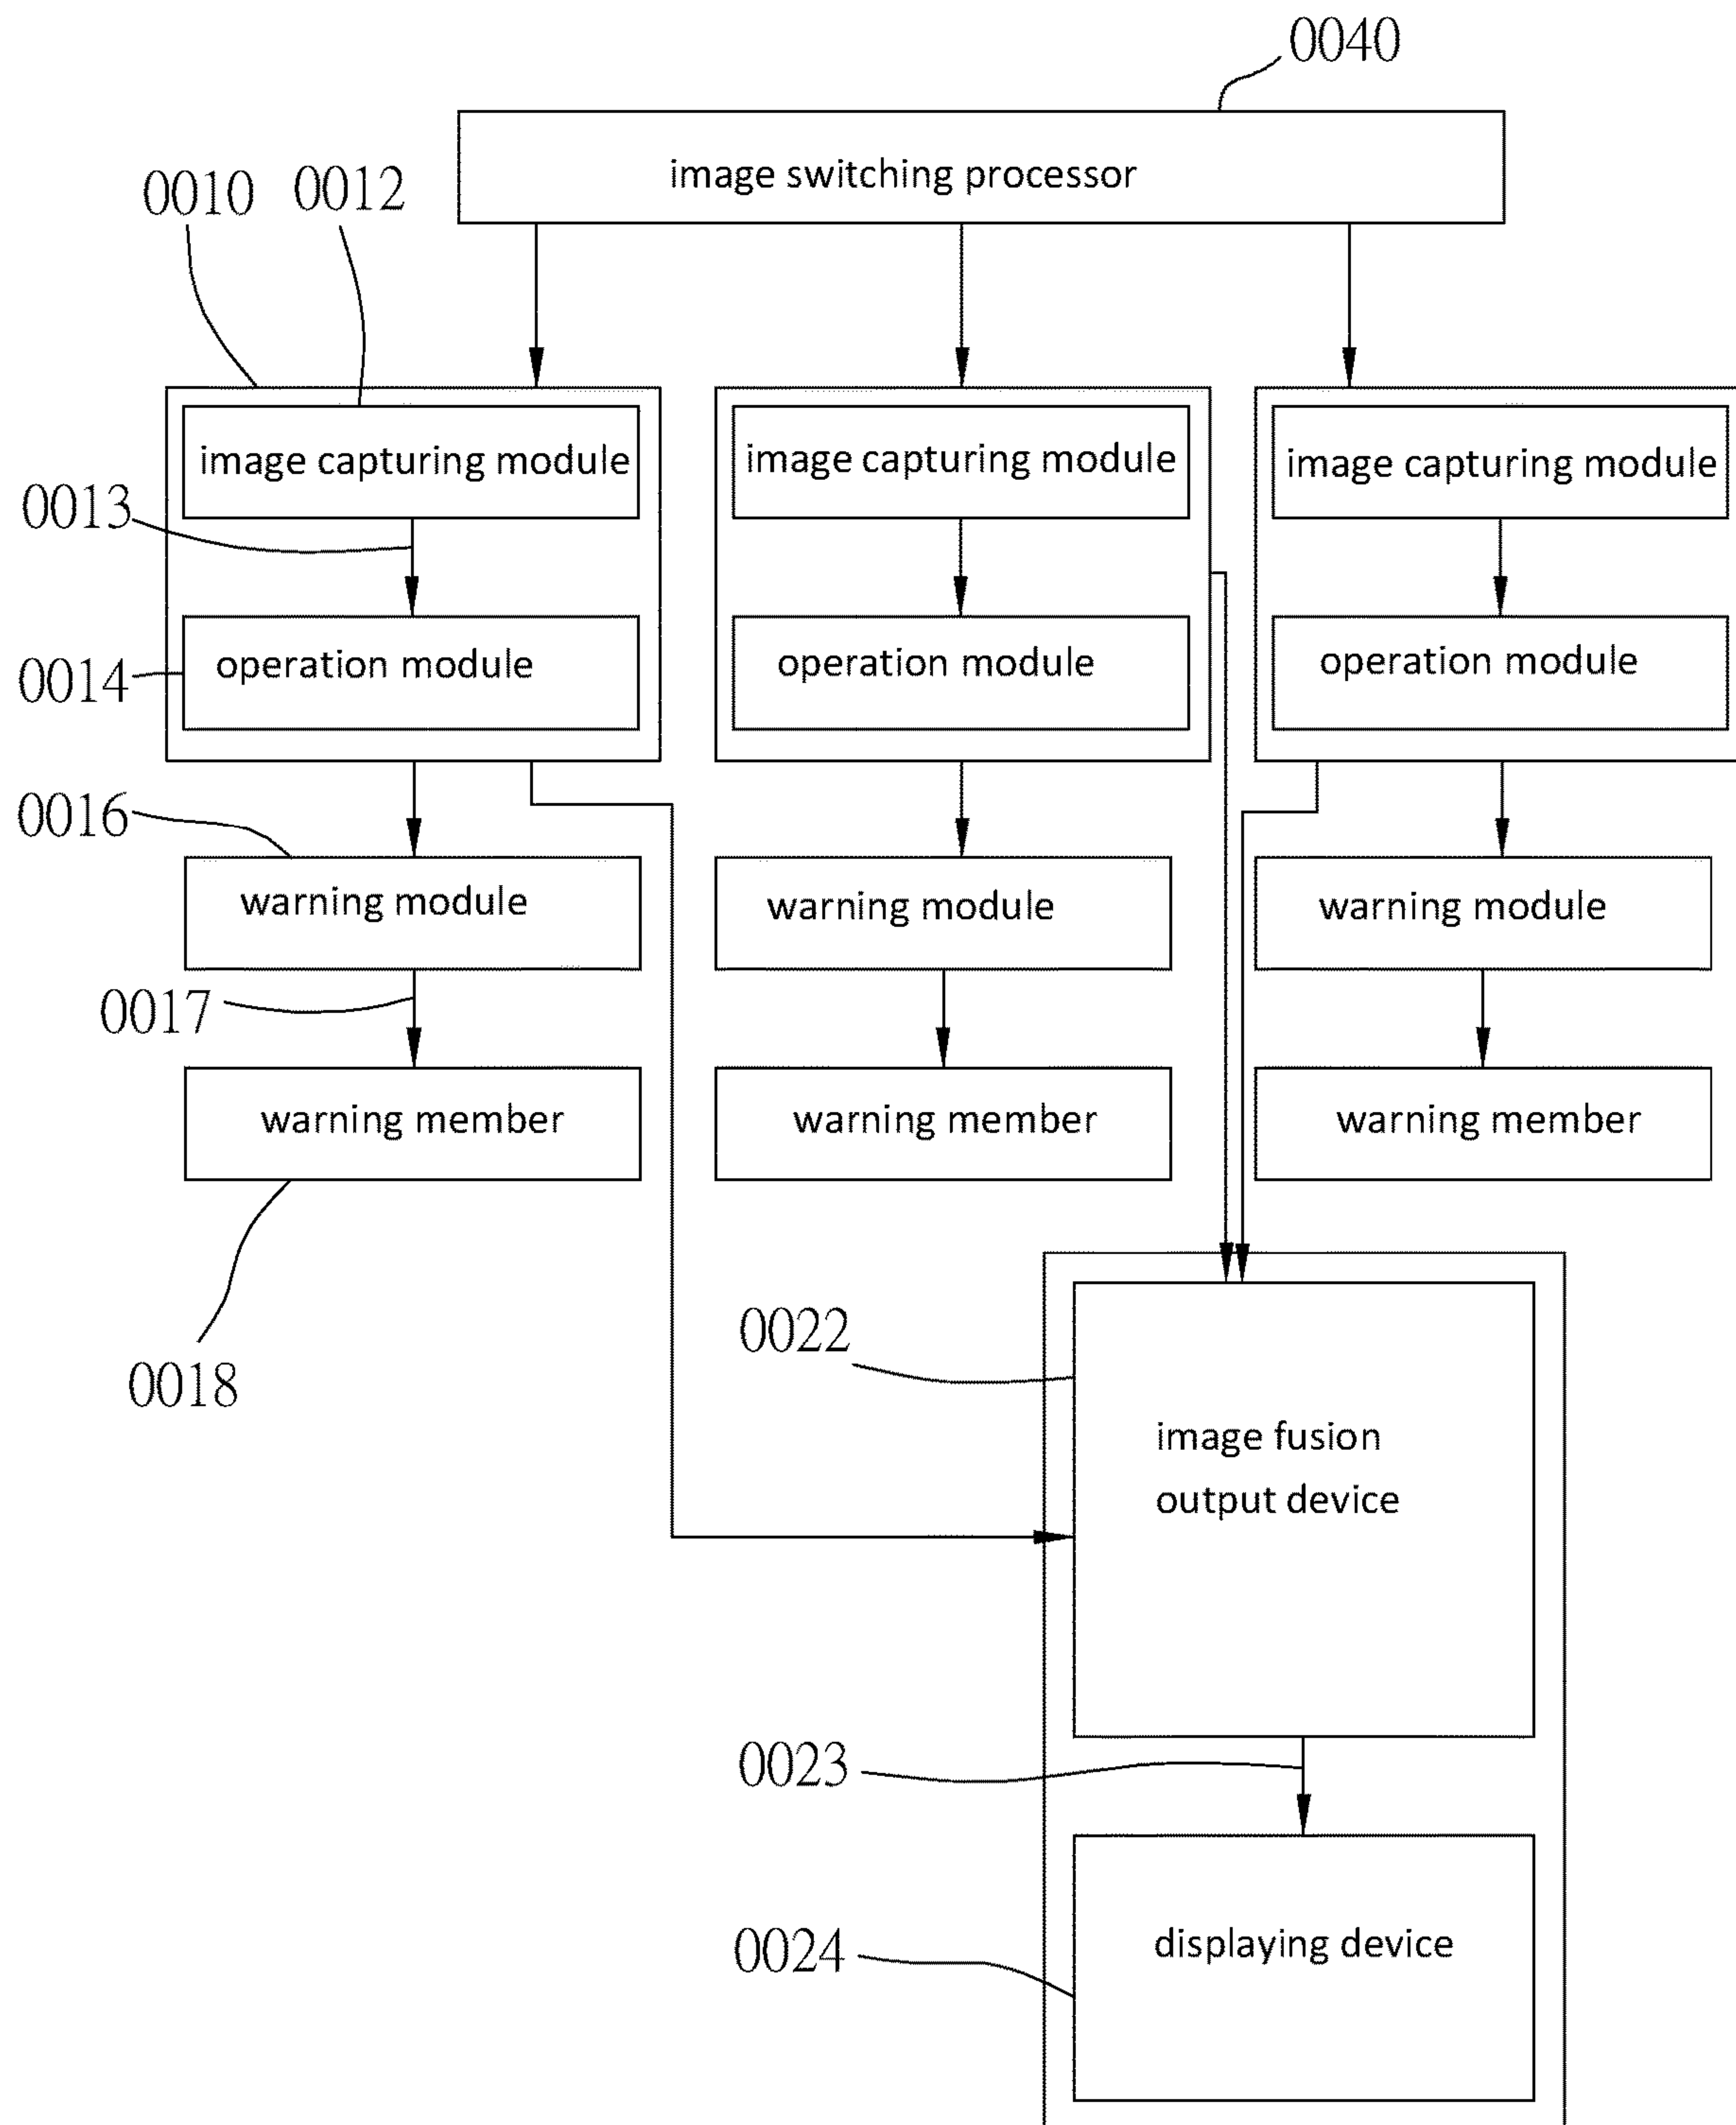 0040
image switching processor
0010 0012
image capturing module
image capturing module
image capturing module
0013
operation module
operation module
operation module
0014
0016
warning module
warning module
warning module
0017
warning member
warning member
warning member
0018
0022
image fusion
output device
0023
displaying device
0024